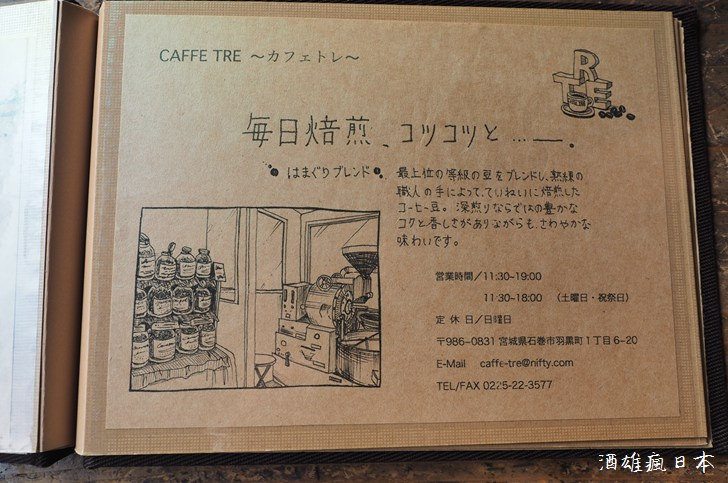 CAFFE TRE ～カフェトレ～
TRE
毎日焙煎、コツコツと…―.
はまぐりブレンド
最上位の等級の豆をブレンドし、熟練の
職人の手によって、ていねいに焙煎した
コーヒー豆。深煎りならではの豊かな
コクと香しさがありながらも、さわやかな
味わいです。
営業時間／11:30~19:00
11:30~18:00 （土曜日・祝祭日）
定 休 日／日曜日
〒986-0831 宮城県石巻市羽黒町1丁目6-20
E-Mail caffe-tre@nifty.com
TEL/FAX 0225-22-3577
酒雄瘋日本